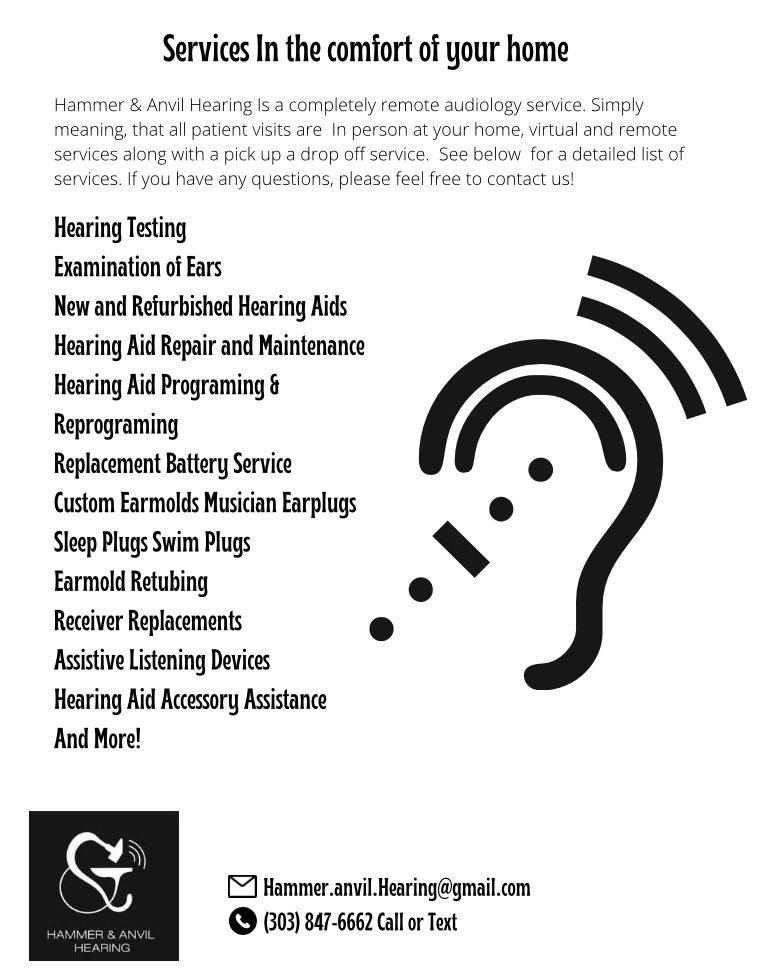 Services In the comfort of your home
Hammer & Anvil Hearing Is a completely remote audiology service. Simply
meaning, that all patient visits are In person at your home, virtual and remote
services along with a pick up a drop off service. See below for a detailed list of
services. If you have any questions, please feel free to contact us!
Hearing Testing
Examination of Ears
New and Refurbished Hearing Aids
Hearing Aid Repair and Maintenance
Hearing Aid Programing &
Reprograming
Replacement Battery Service
Custom Earmolds Musician Earplugs
Sleep Plugs Swim Plugs
Earmold Retubing
Receiver Replacements
Assistive Listening Devices
Hearing Aid Accessory Assistance
And More!
HAMMER & ANVIL
HEARING
Hammer.anvil.Hearing@gmail.com
(303) 847-6662 Call or Text